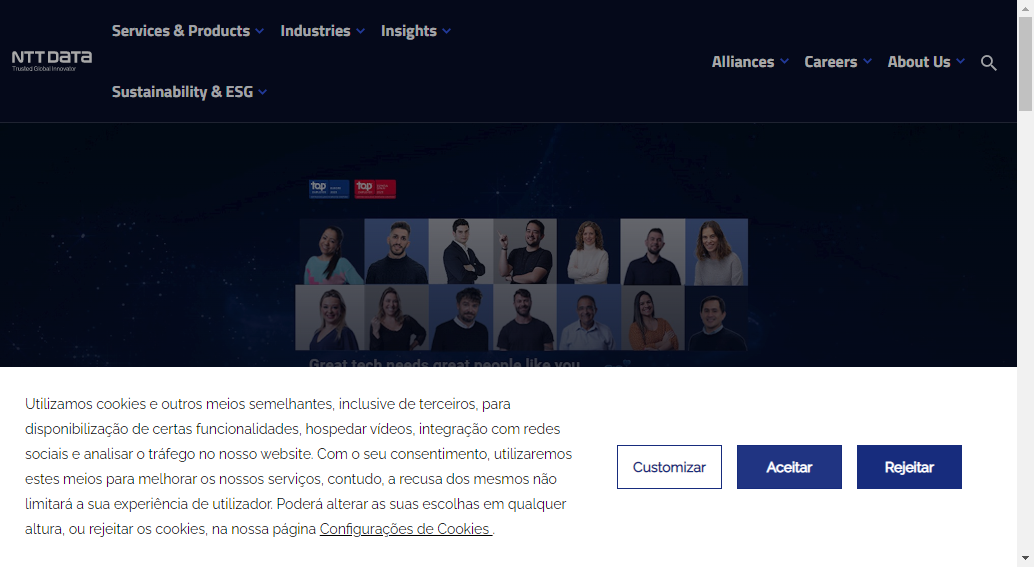 Services & Products
Industries
Insights
NTT DATA
Trusted Global Innovator
Alliances
Careers
About Us
Sustainability & ESG
top
top
Great tech needs great people like you
Utilizamos cookies e outros meios semelhantes, inclusive de terceiros, para
disponibilização de certas funcionalidades, hospedar vídeos, integração com redes
sociais e analisar o tráfego no nosso website. Com o seu consentimento, utilizaremos
estes meios para melhorar os nossos serviços, contudo, a recusa dos mesmos não
limitará a sua experiência de utilizador. Poderá alterar as suas escolhas em qualquer
altura, ou rejeitar os cookies, na nossa página Configurações de Cookies .
Customizar
Aceitar
Rejeitar